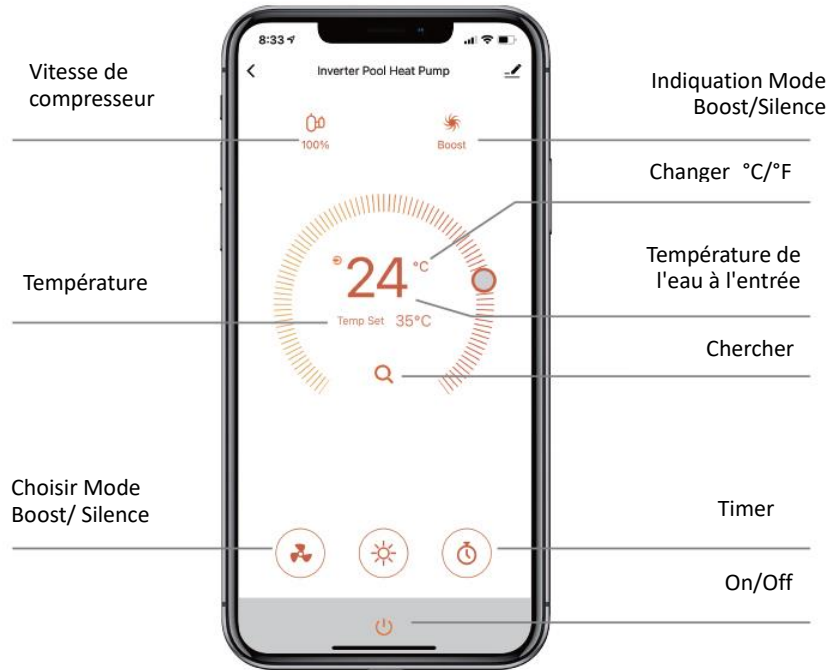 8:33
Inverter Pool Heat Pump
Vitesse de
compresseur
Indiquation Mode
Boost/Silence
100%
Boost
Changer °C/°F
24 °C
Température de
l'eau à l'entrée
Température
Temp Set 35°C
Chercher
Choisir Mode
Boost/ Silence
Timer
On/Off